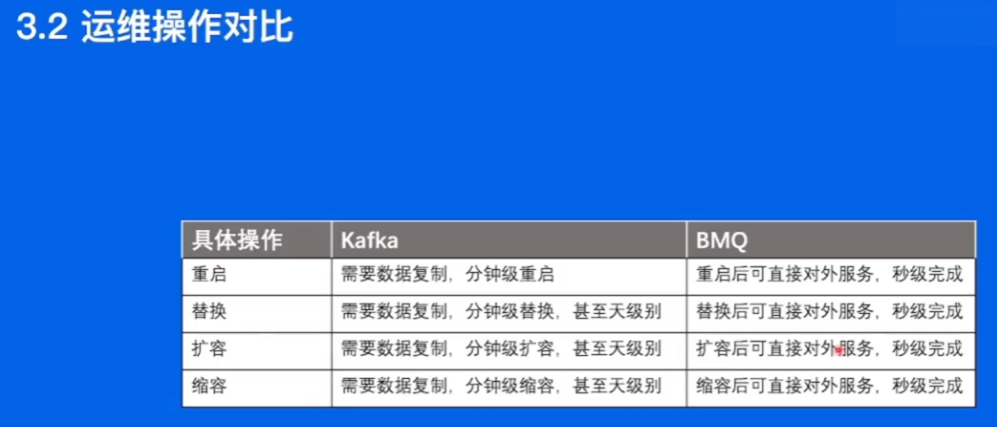 3.2 运维操作对比
具体操作 Kafka BMQ
重启 需要数据复制，分钟级重启 重启后可直接对外服务，秒级完成
替换 需要数据复制，分钟级替换，甚至天级别 替换后可直接对外服务，秒级完成
扩容 需要数据复制，分钟级扩容，甚至天级别 扩容后可直接对外服务，秒级完成
缩容 需要数据复制，分钟级缩容，甚至天级别 缩容后可直接对外服务，秒级完成